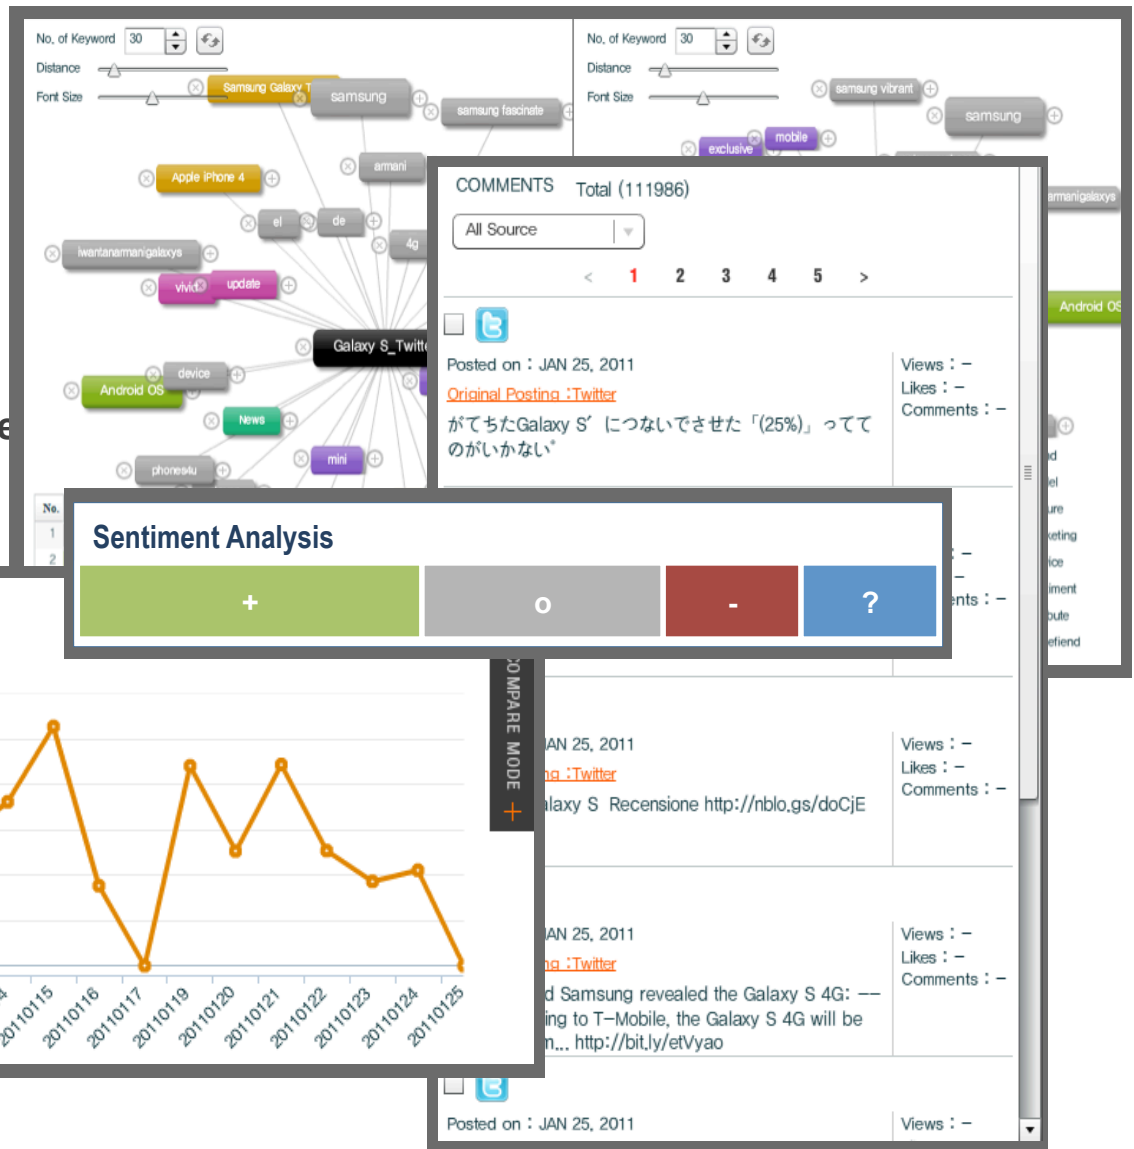 No. of Keyword 30
Distance
Font Size
samsung
samsung fascinate
Apple iPhone 4
armani
el
de
4g
iwantanarmanigalaxys
update
Galaxy S_Twitte
device
Android OS
News
mini
phones4u
No.
1
2
No. of Keyword 30
Distance
Font Size
samsung vibrant
samsung
mobile
exclusive
armanigalaxys
Android OS
keting
COMMENTS Total (111986)
All Source
< 1 2 3 4 5 >
Posted on : JAN 25, 2011
Original Posting :Twitter
がてちたGalaxy S゛ につないでさせた「(25%)」ってて
のがいかない゜
Views : –
Likes : –
Comments : –
Sentiment Analysis
+ o - ?
COMPARE MODE +
AN 25, 2011
ng :Twitter
alaxy S Recensione http://nblo.gs/doCjE
Views : –
Likes : –
Comments : –
AN 25, 2011
ng :Twitter
d Samsung revealed the Galaxy S 4G: ––
ing to T–Mobile, the Galaxy S 4G will be
m... http://bit.ly/etVyao
Views : –
Likes : –
Comments : –
Posted on : JAN 25, 2011
Views : –
20110115
20110116
20110117
20110119
20110120
20110121
20110122
20110123
20110124
20110125